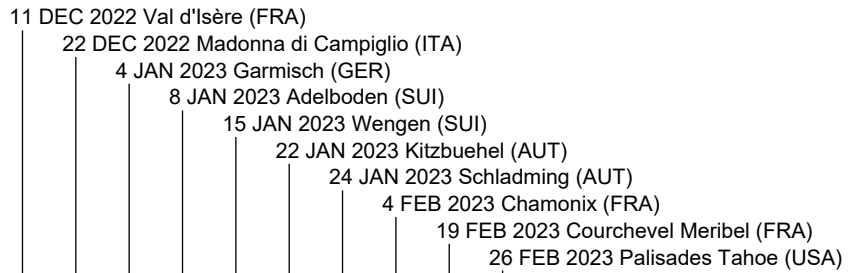 11 DEC 2022 Val d'Isère (FRA)
22 DEC 2022 Madonna di Campiglio (ITA)
4 JAN 2023 Garmisch (GER)
8 JAN 2023 Adelboden (SUI)
15 JAN 2023 Wengen (SUI)
22 JAN 2023 Kitzbuehel (AUT)
24 JAN 2023 Schladming (AUT)
4 FEB 2023 Chamonix (FRA)
19 FEB 2023 Courchevel Meribel (FRA)
26 FEB 2023 Palisades Tahoe (USA)